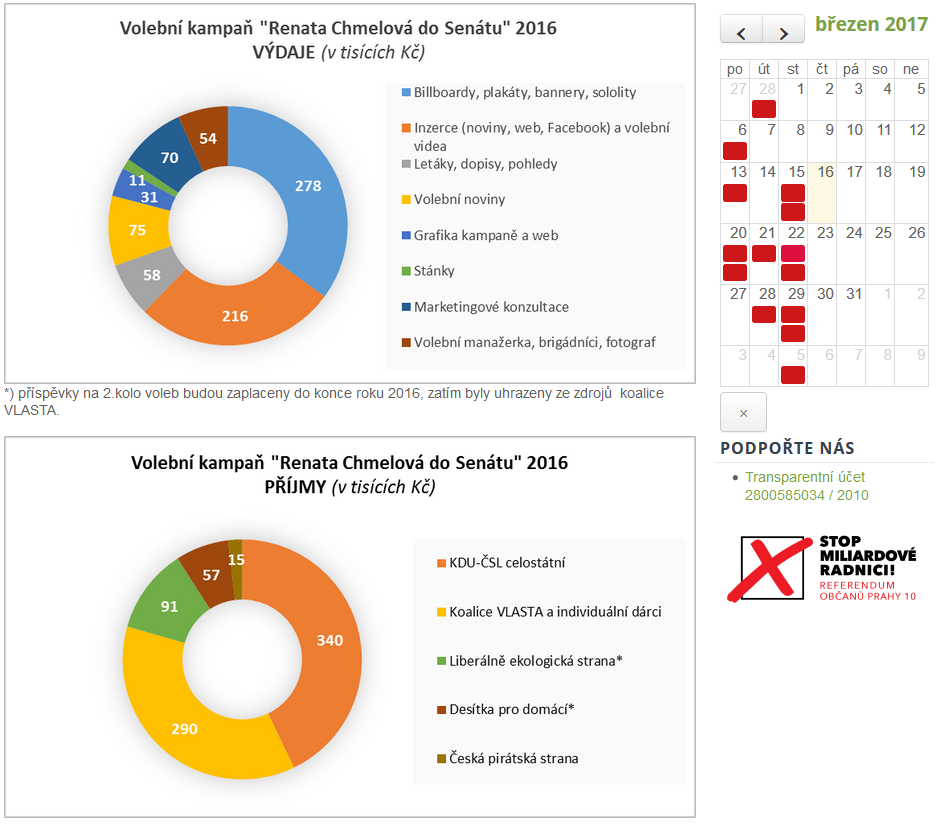 Volební kampaň "Renata Chmelová do Senátu" 2016
VÝDAJE (v tisících Kč)
278
216
58
75
31
11
70
54
Billboardy, plakáty, bannery, sololity
Inzerce (noviny, web, Facebook) a volební
videa
Letáky, dopisy, pohledy
Volební noviny
Grafika kampaně a web
Stánky
Marketingové konzultace
Volební manažerka, brigádníci, fotograf
*) příspěvky na 2.kolo voleb budou zaplaceny do konce roku 2016, zatím byly uhrazeny ze zdrojů koalice
VLASTA.
Volební kampaň "Renata Chmelová do Senátu" 2016
PŘÍJMY (v tisících Kč)
340
290
91
57
15
KDU-ČSL celostátní
Koalice VLASTA a individuální dárci
Liberálně ekologická strana*
Desítka pro domácí*
Česká pirátská strana
březen 2017
po út st čt pá so ne
27 28 1 2 3 4 5
6 7 8 9 10 11 12
13 14 15 16 17 18 19
20 21 22 23 24 25 26
27 28 29 30 31 1 2
3 4 5 6 7 8 9
×
PODPOŘTE NÁS
Transparentní účet
2800585034 / 2010
STOP
MILIARDOVÉ
RADNICI!
REFERENDUM
OBČANŮ PRAHY 10